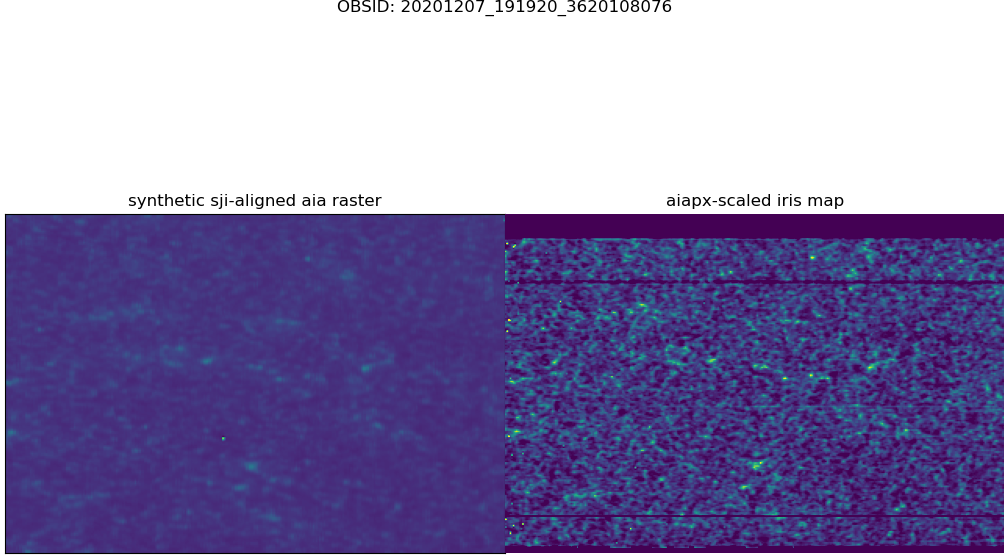 OBSID: 20201207_191920_3620108076
synthetic sji-aligned aia raster
aiapx-scaled iris map